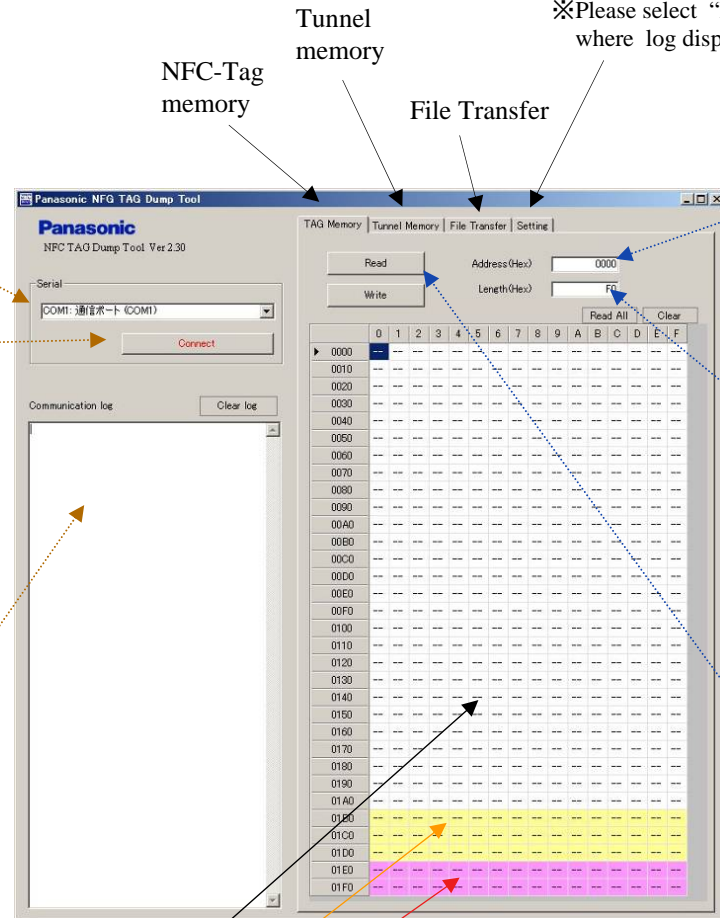 Tunnel
memory
※Please select “
where log disp
NFC-Tag
memory
File Transfer
Panasonic NFG TAG Dump Tool
Panasonic
NFC TAG Dump Tool Ver 2.30
Serial
COM1: 通信ポート (COM1)
Connect
Communication log
Clear log
TAG Memory Tunnel Memory File Transfer Setting
Read Address(Hex) 0000
Write Length(Hex) F0
Read All Clear
0 1 2 3 4 5 6 7 8 9 A B C D E F
0000 -- -- -- -- -- -- -- -- -- -- -- -- -- -- -- --
0010 -- -- -- -- -- -- -- -- -- -- -- -- -- -- -- --
0020 -- -- -- -- -- -- -- -- -- -- -- -- -- -- -- --
0030 -- -- -- -- -- -- -- -- -- -- -- -- -- -- -- --
0040 -- -- -- -- -- -- -- -- -- -- -- -- -- -- -- --
0050 -- -- -- -- -- -- -- -- -- -- -- -- -- -- -- --
0060 -- -- -- -- -- -- -- -- -- -- -- -- -- -- -- --
0070 -- -- -- -- -- -- -- -- -- -- -- -- -- -- -- --
0080 -- -- -- -- -- -- -- -- -- -- -- -- -- -- -- --
0090 -- -- -- -- -- -- -- -- -- -- -- -- -- -- -- --
00A0 -- -- -- -- -- -- -- -- -- -- -- -- -- -- -- --
00B0 -- -- -- -- -- -- -- -- -- -- -- -- -- -- -- --
00C0 -- -- -- -- -- -- -- -- -- -- -- -- -- -- -- --
00D0 -- -- -- -- -- -- -- -- -- -- -- -- -- -- -- --
00E0 -- -- -- -- -- -- -- -- -- -- -- -- -- -- -- --
00F0 -- -- -- -- -- -- -- -- -- -- -- -- -- -- -- --
0100 -- -- -- -- -- -- -- -- -- -- -- -- -- -- -- --
0110 -- -- -- -- -- -- -- -- -- -- -- -- -- -- -- --
0120 -- -- -- -- -- -- -- -- -- -- -- -- -- -- -- --
0130 -- -- -- -- -- -- -- -- -- -- -- -- -- -- -- --
0140 -- -- -- -- -- -- -- -- -- -- -- -- -- -- -- --
0150 -- -- -- -- -- -- -- -- -- -- -- -- -- -- -- --
0160 -- -- -- -- -- -- -- -- -- -- -- -- -- -- -- --
0170 -- -- -- -- -- -- -- -- -- -- -- -- -- -- -- --
0180 -- -- -- -- -- -- -- -- -- -- -- -- -- -- -- --
0190 -- -- -- -- -- -- -- -- -- -- -- -- -- -- -- --
01A0 -- -- -- -- -- -- -- -- -- -- -- -- -- -- -- --
01B0 -- -- -- -- -- -- -- -- -- -- -- -- -- -- -- --
01C0 -- -- -- -- -- -- -- -- -- -- -- -- -- -- -- --
01D0 -- -- -- -- -- -- -- -- -- -- -- -- -- -- -- --
01E0 -- -- -- -- -- -- -- -- -- -- -- -- -- -- -- --
01F0 -- -- -- -- -- -- -- -- -- -- -- -- -- -- -- --